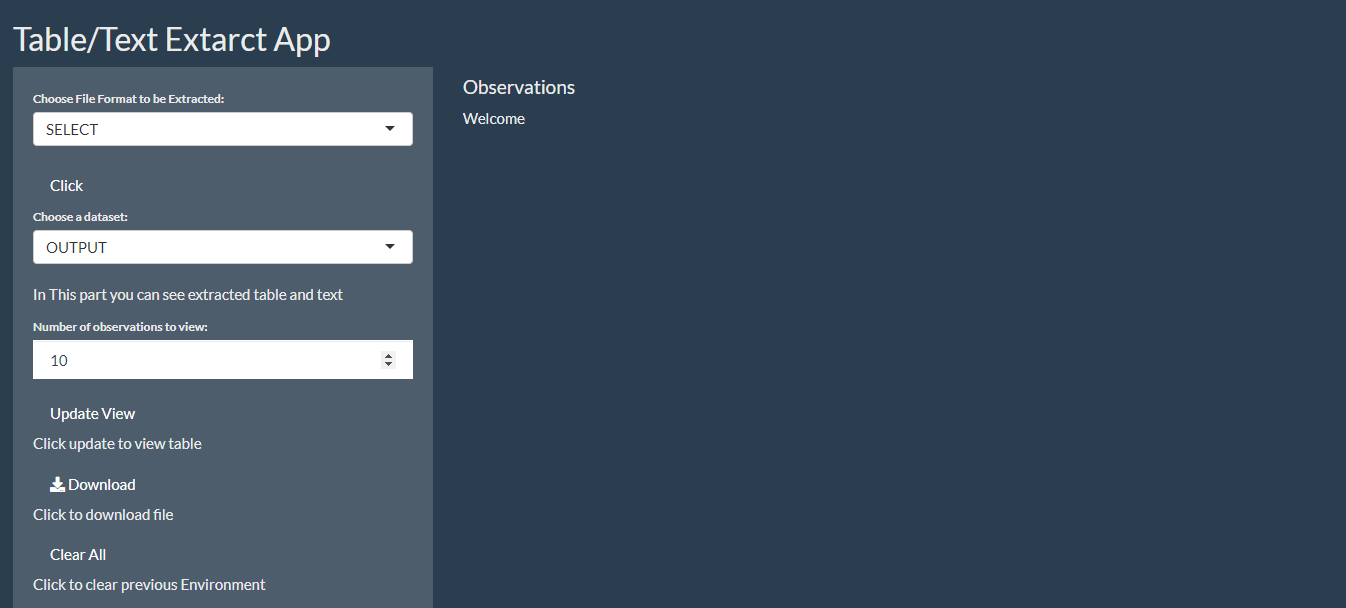 Table/Text Extarct App
Choose File Format to be Extracted:
SELECT
Click
Choose a dataset:
OUTPUT
In This part you can see extracted table and text
Number of observations to view:
10
Update View
Click update to view table
Download
Click to download file
Clear All
Click to clear previous Environment
Observations
Welcome